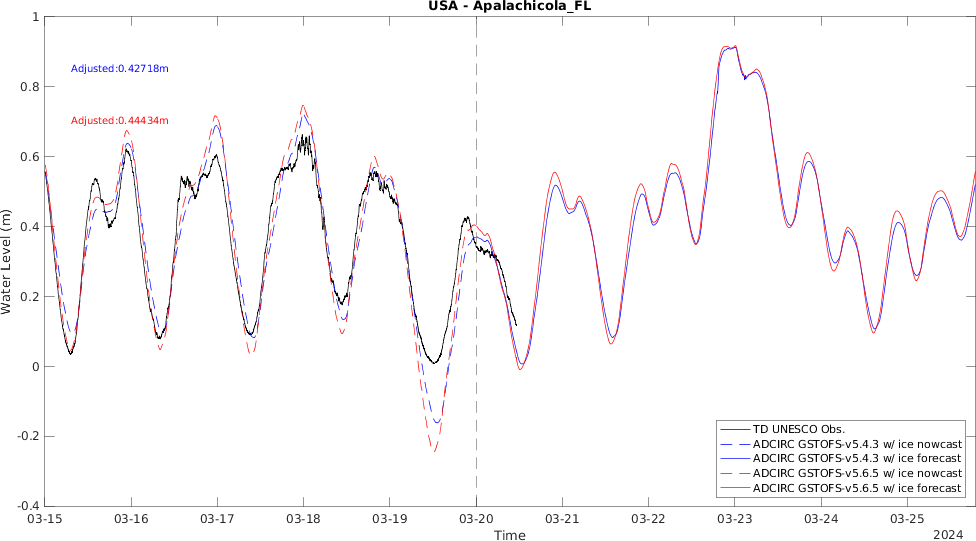 USA - Apalachicola_FL
1
0.8
0.6
0.4
0.2
0
-0.2
-0.4
Water Level (m)
Adjusted:0.42718m
Adjusted:0.44434m
TD UNESCO Obs.
ADCIRC GSTOFS-v5.4.3 w/ ice nowcast
ADCIRC GSTOFS-v5.4.3 w/ ice forecast
ADCIRC GSTOFS-v5.6.5 w/ ice nowcast
ADCIRC GSTOFS-v5.6.5 w/ ice forecast
03-15 03-16 03-17 03-18 03-19 03-20 03-21 03-22 03-23 03-24 03-25
Time
2024